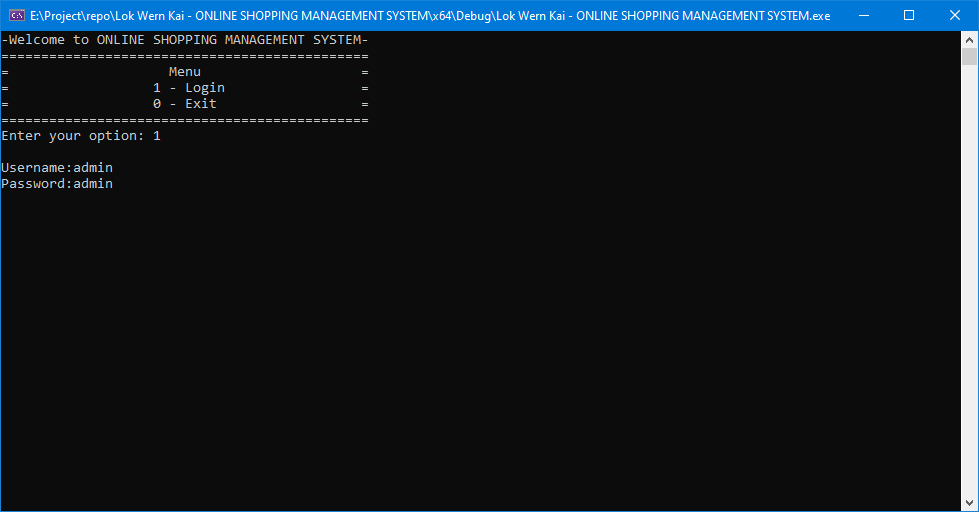 E:\Project\repo\Lok Wern Kai - ONLINE SHOPPING MANAGEMENT SYSTEM\x64\Debug\Lok Wern Kai - ONLINE SHOPPING MANAGEMENT SYSTEM.exe
-Welcome to ONLINE SHOPPING MANAGEMENT SYSTEM-
==============================================
=                    Menu                    =
=                  1 - Login                 =
=                  0 - Exit                  =
==============================================
Enter your option: 1
Username:admin
Password:admin